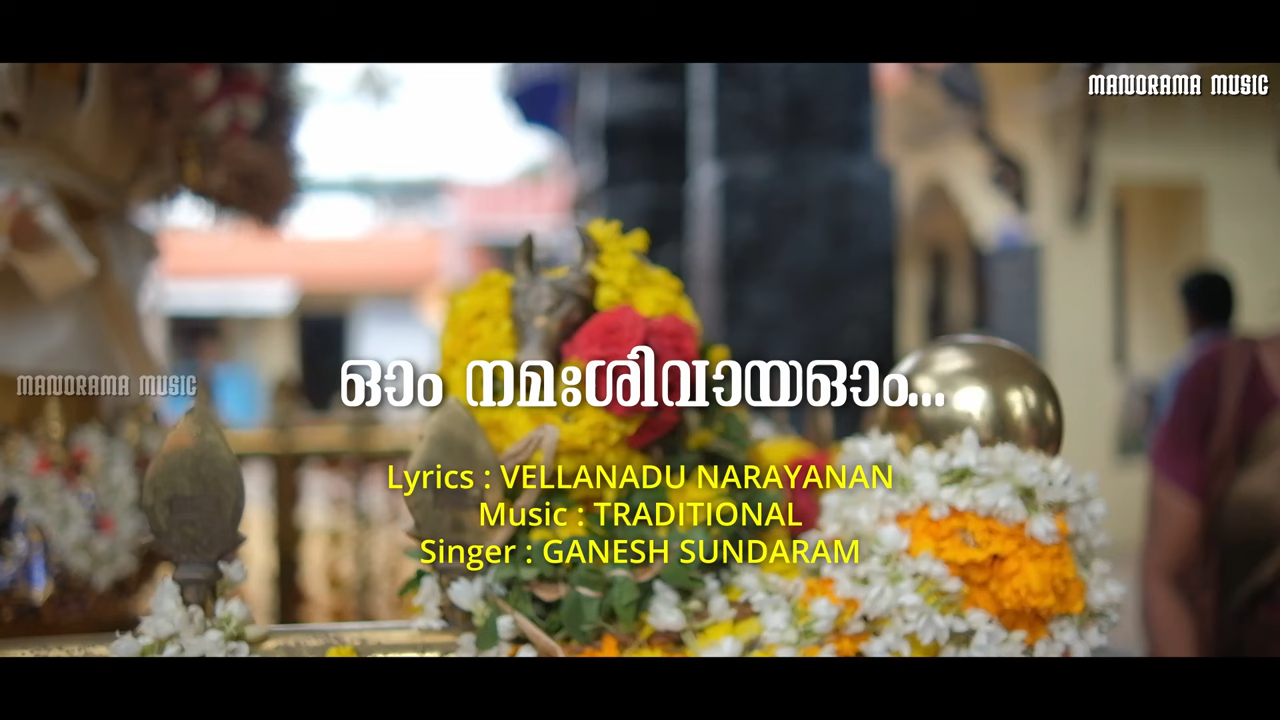 MANORAMA MUSIC
ഓം നമഃശിവായഓം...
MANORAMA MUSIC
Lyrics : VELLANADU NARAYANAN
Music : TRADITIONAL
Singer : GANESH SUNDARAM